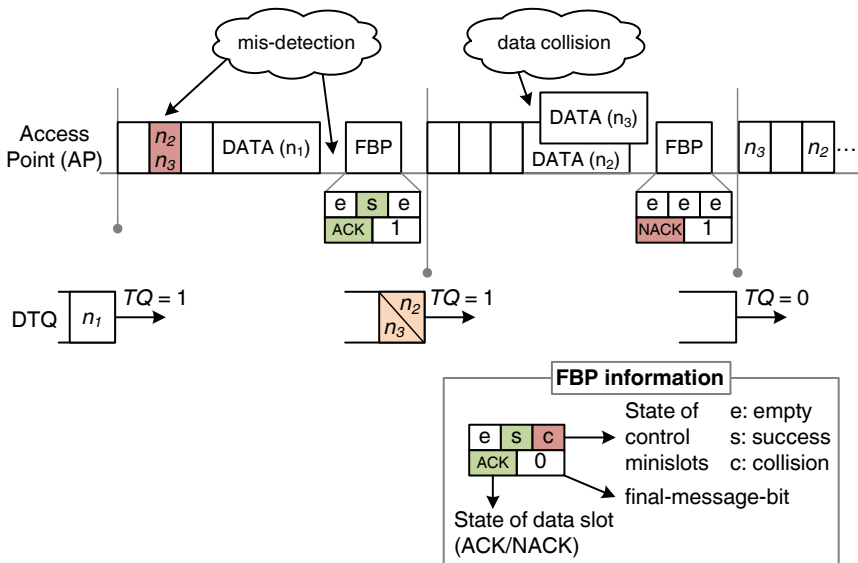 mis-detection
data collision
Access
Point (AP)
n2
n3
DATA (n1)
FBP
DATA (n3)
DATA (n2)
FBP
n3
n2
...
e s e
ACK 1
e e e
NACK 1
DTQ
n1
TQ = 1
n2
n3
TQ = 1
TQ = 0
FBP information
e s c
ACK 0
State of
control
minislots
e: empty
s: success
c: collision
final-message-bit
State of data slot
(ACK/NACK)